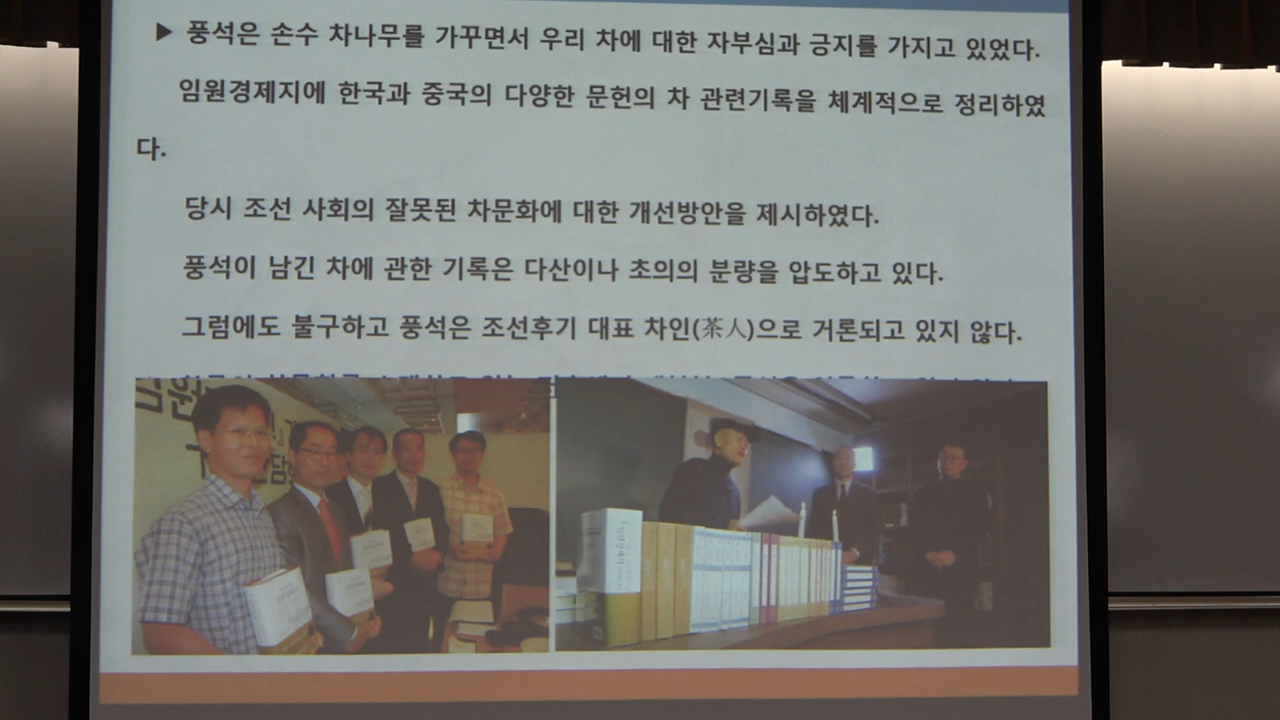 ▶ 풍석은 손수 차나무를 가꾸면서 우리 차에 대한 자부심과 긍지를 가지고 있었다.
임원경제지에 한국과 중국의 다양한 문헌의 차 관련기록을 체계적으로 정리하였
다.
당시 조선 사회의 잘못된 차문화에 대한 개선방안을 제시하였다.
풍석이 남긴 차에 관한 기록은 다산이나 초의의 분량을 압도하고 있다.
그럼에도 불구하고 풍석은 조선후기 대표 차인(茶人)으로 거론되고 있지 않다.
임원